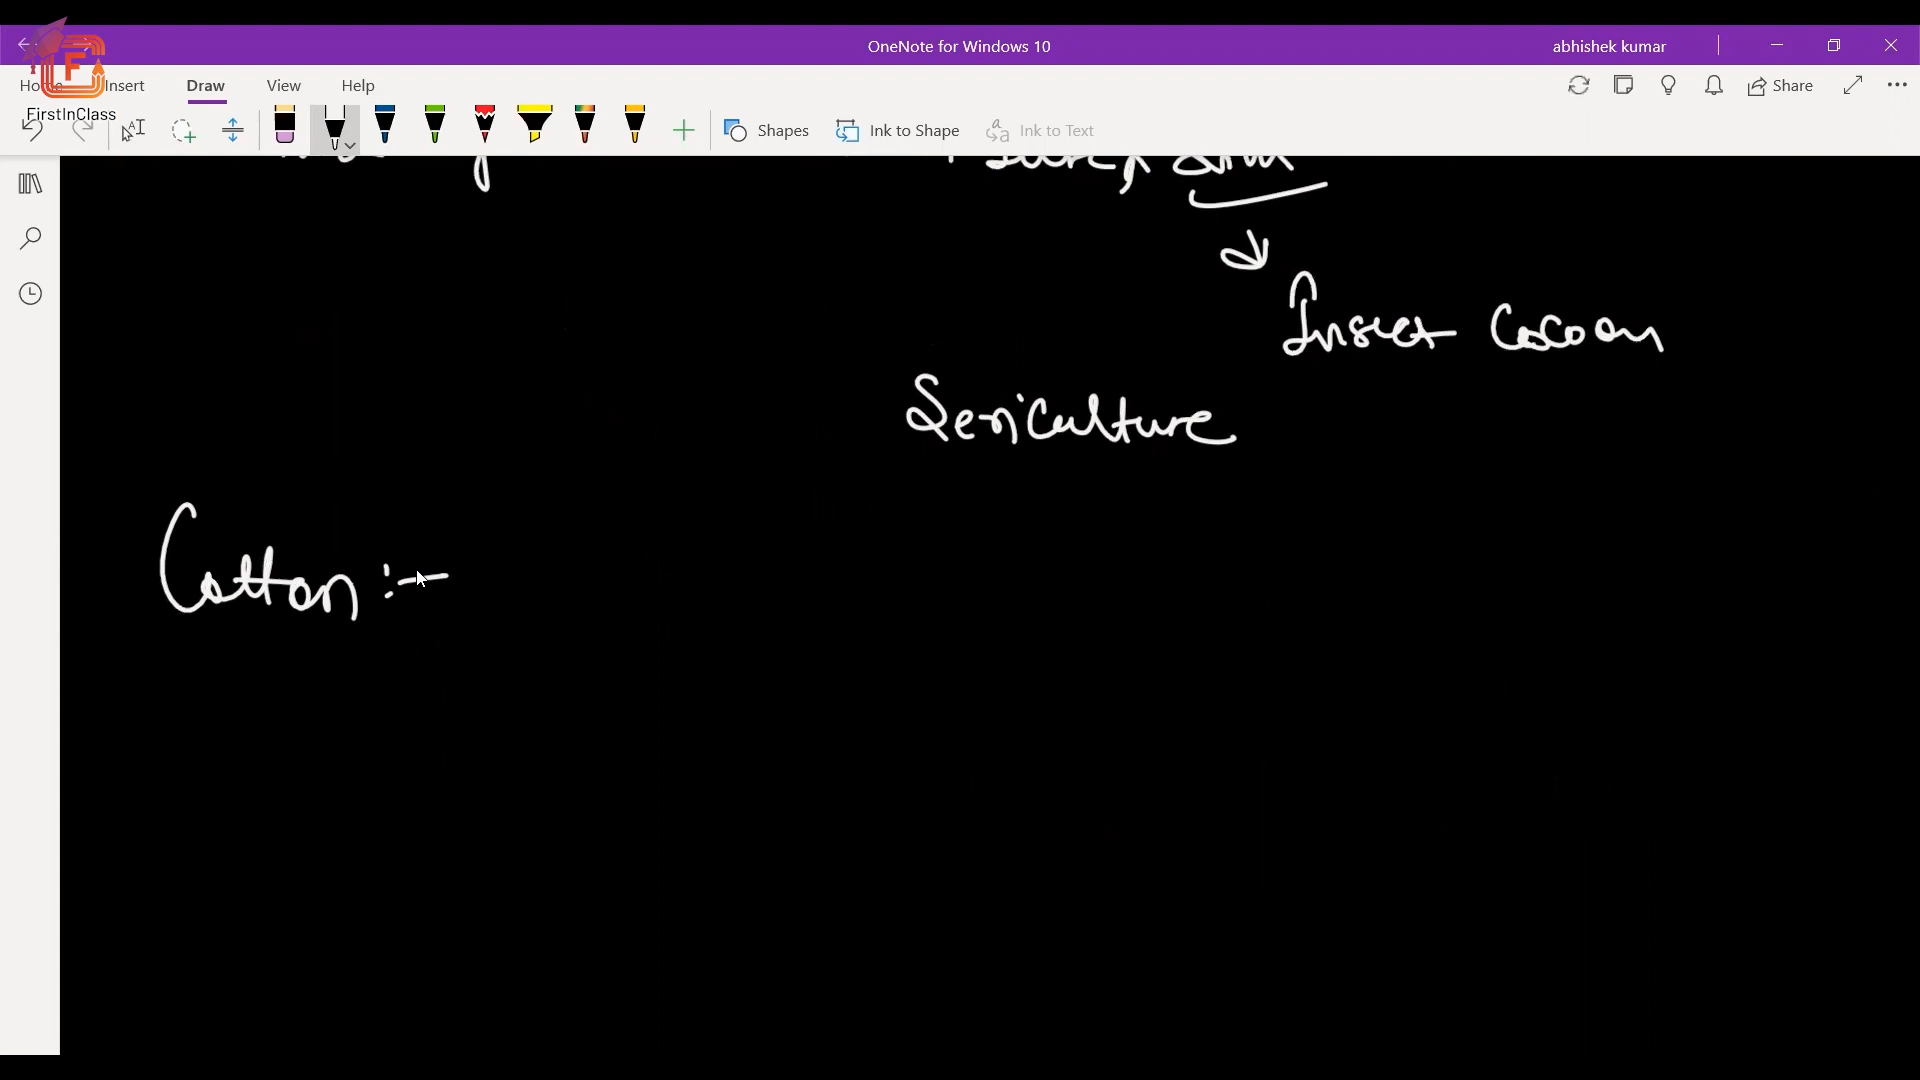 OneNote for Windows 10
abhishek kumar
Insert Draw View Help
Share
FirstInClass
Shapes Ink to Shape Ink to Text
Insect Cocoon
Sericulture
Cotton :-